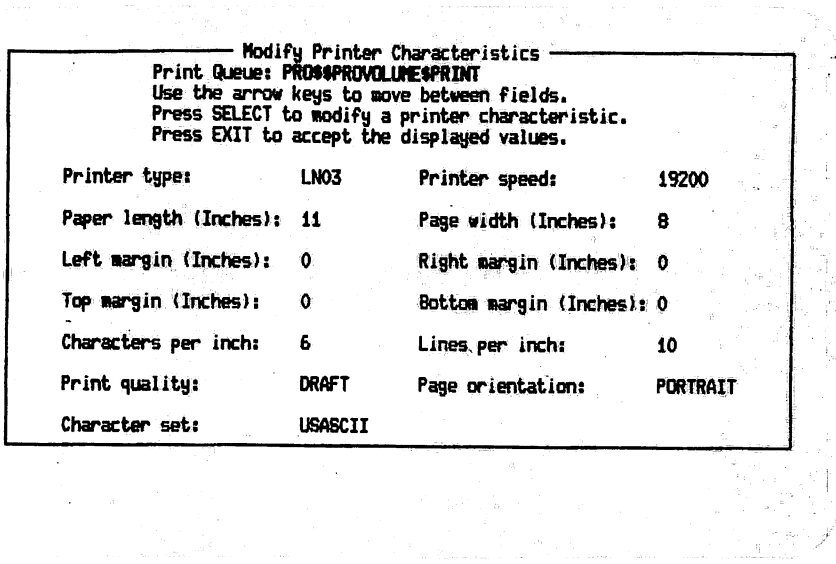 Modify Printer Characteristics
Print Queue: PRO$$PROVOLUME$PRINT
Use the arrow keys to move between fields.
Press SELECT to modify a printer characteristic.
Press EXIT to accept the displayed values.
Printer type: LN03 Printer speed: 19200
Paper length (Inches): 11 Page width (Inches): 8
Left margin (Inches): 0 Right margin (Inches): 0
Top margin (Inches): 0 Bottom margin (Inches): 0
Characters per inch: 6 Lines per inch: 10
Print quality: DRAFT Page orientation: PORTRAIT
Character set: USASCII